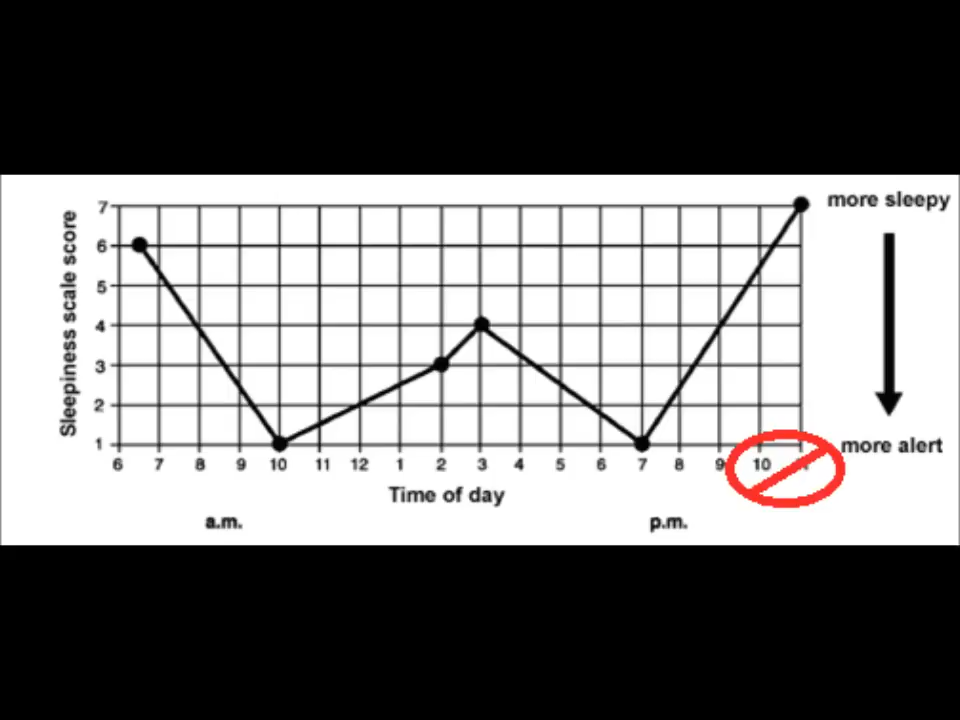 more sleepy
Sleepiness scale score
7
6
5
4
3
2
1
more alert
6 7 8 9 10 11 12 1 2 3 4 5 6 7 8 9 10
Time of day
a.m. p.m.